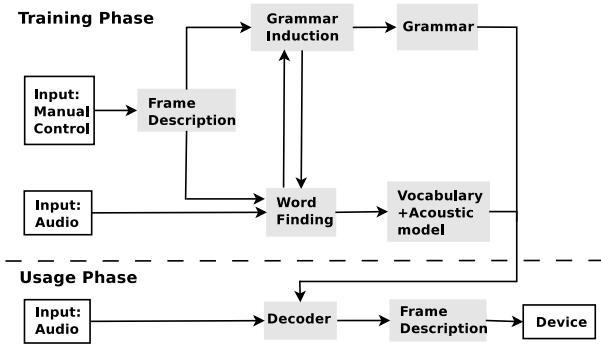 Training Phase
Grammar
Induction
Grammar
Input:
Manual
Control
Frame
Description
Input:
Audio
Word
Finding
Vocabulary
+Acoustic
model
Usage Phase
Input:
Audio
Decoder
Frame
Description
Device